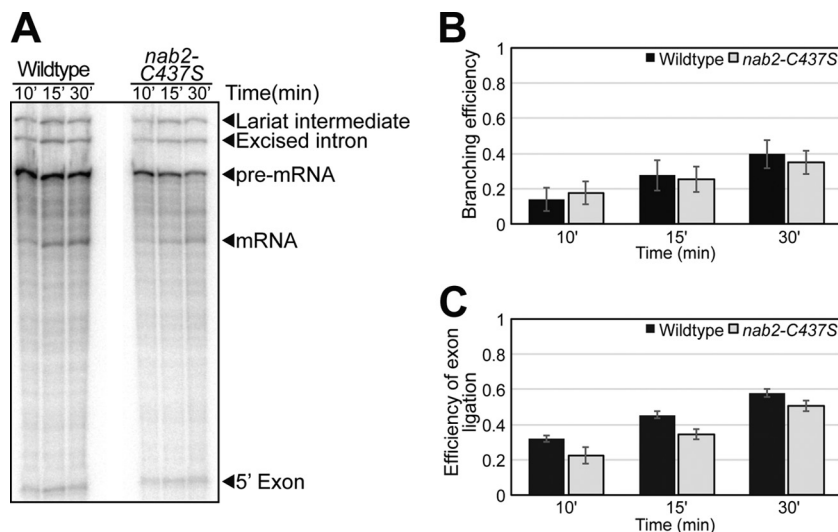 A
Wildtype
nab2-
C437S
10' 15' 30' 10' 15' 30' Time(min)
Lariat intermediate
Excised intron
pre-mRNA
mRNA
5' Exon
B
Branching efficiency
1
0.8
0.6
0.4
0.2
0
Wildtype nab2-C437S
10' 15' 30'
Time (min)
C
Efficiency of exon
ligation
1
0.8
0.6
0.4
0.2
0
Wildtype nab2-C437S
10' 15' 30'
Time (min)